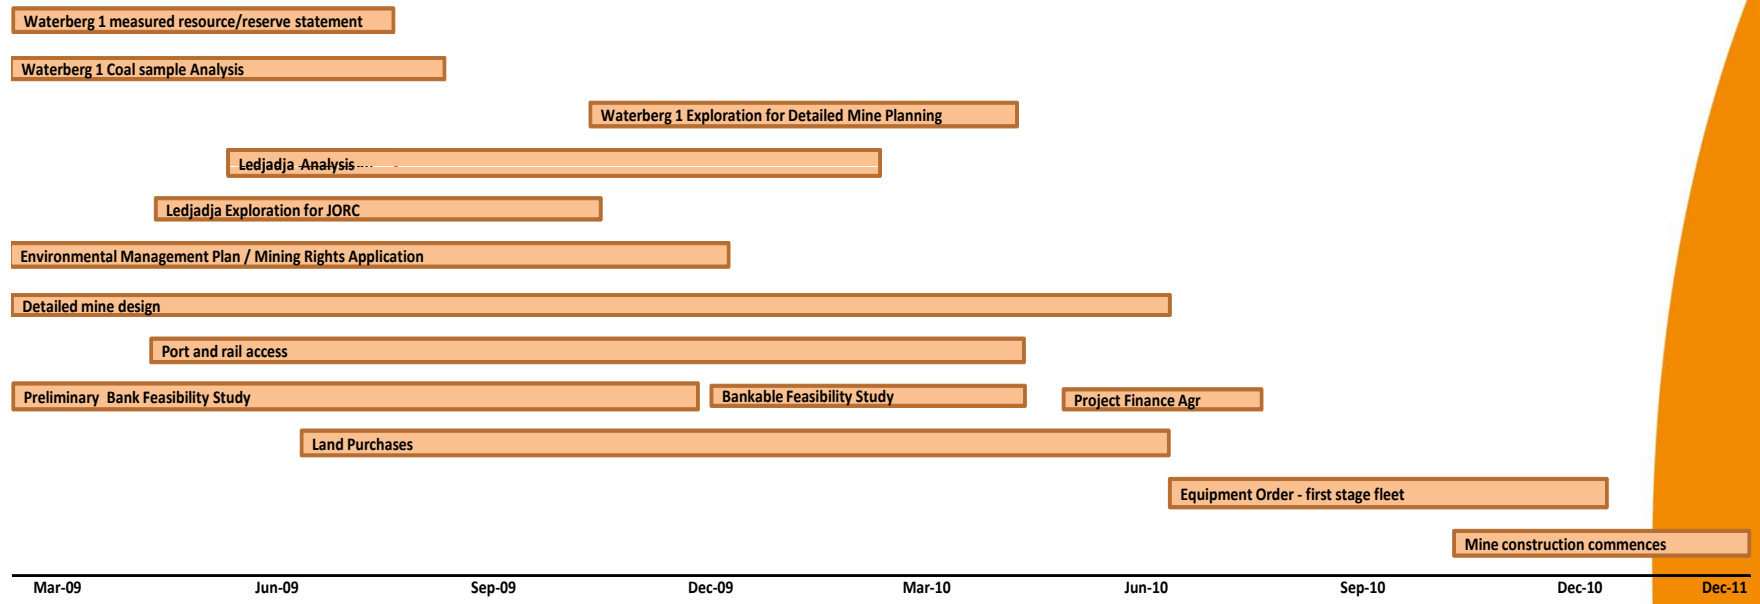 Waterberg 1 measured resource/reserve statement
Waterberg 1 Coal sample Analysis
Waterberg 1 Exploration for Detailed Mine Planning
Ledjadja Analysis
Ledjadja Exploration for JORC
Environmental Management Plan / Mining Rights Application
Detailed mine design
Port and rail access
Preliminary Bank Feasibility Study
Bankable Feasibility Study
Project Finance Agr
Land Purchases
Equipment Order - first stage fleet
Mine construction commences
Mar-09 Jun-09 Sep-09 Dec-09 Mar-10 Jun-10 Sep-10 Dec-10 Dec-11